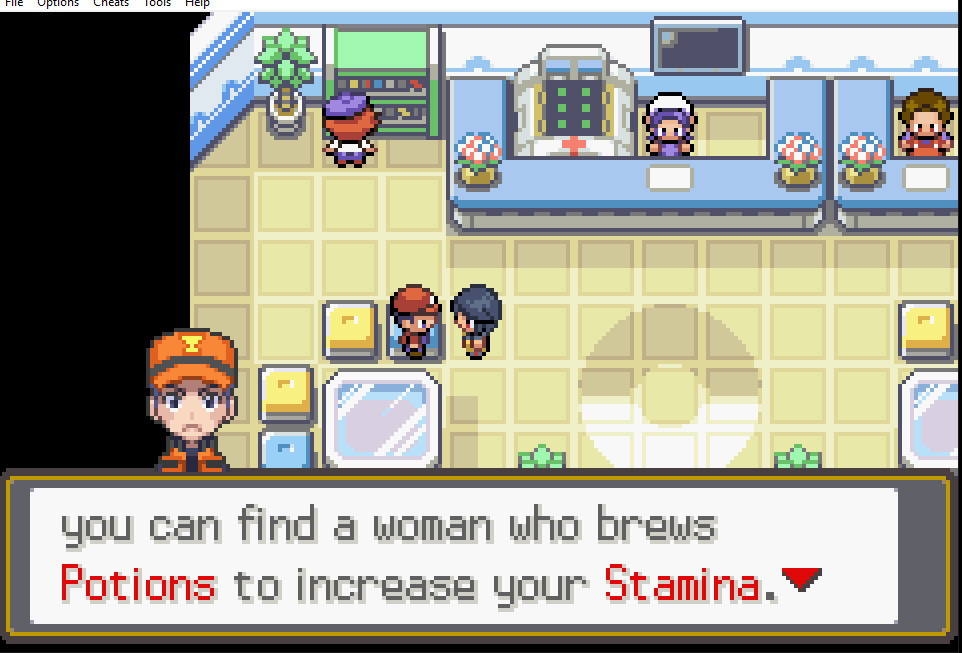 File Options Cheats Tools Help
you can find a woman who brews
Potions to increase your Stamina.